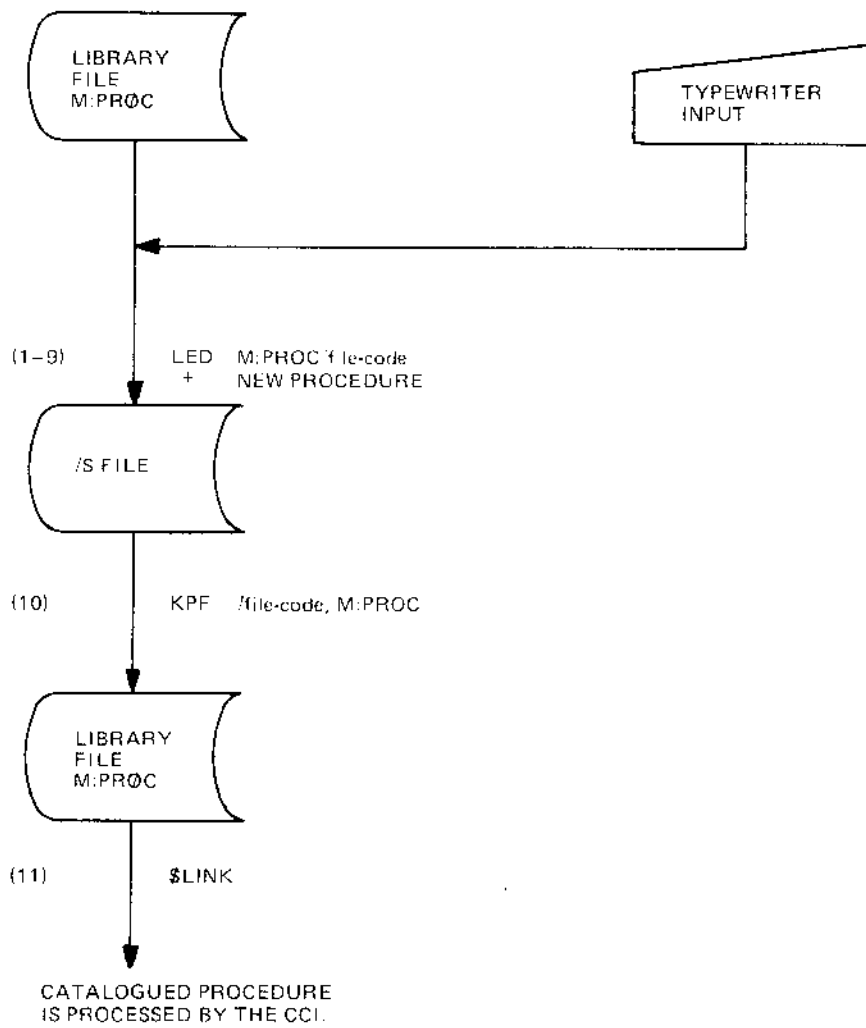 LIBRARY
FILE
M:PRØC
TYPEWRITER
INPUT
(1-9) LED M:PROC file-code
+ NEW PROCEDURE
/S FILE
(10) KPF /file-code, M:PROC
LIBRARY
FILE
M:PRØC
(11) $LINK
CATALOGUED PROCEDURE
IS PROCESSED BY THE CCI.